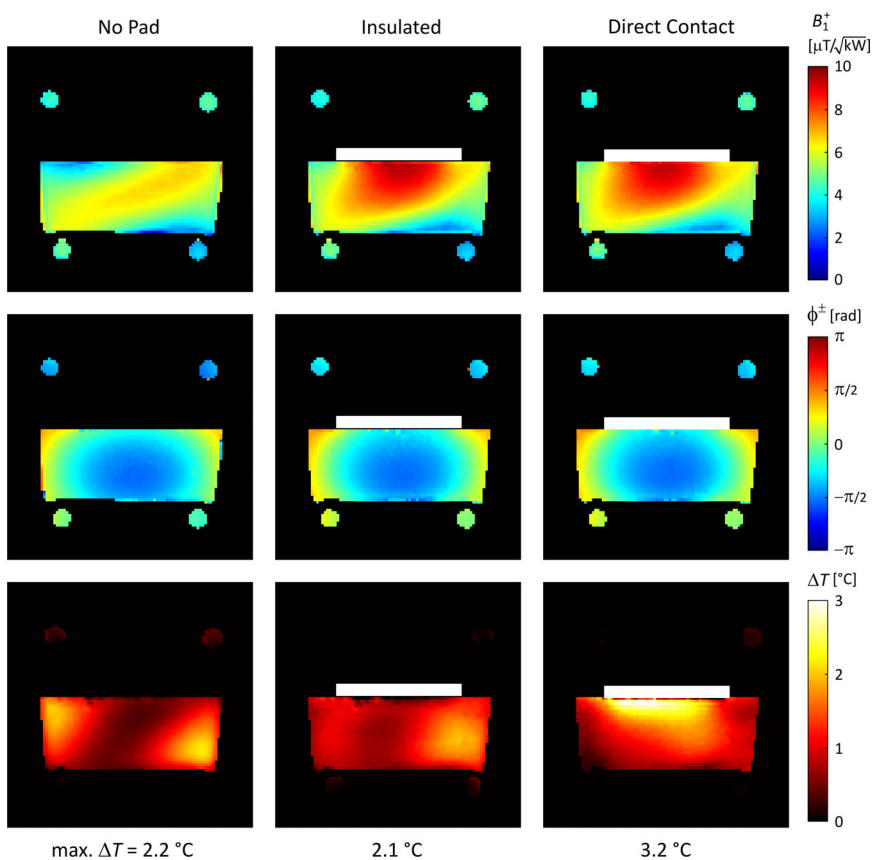 No Pad
Insulated
Direct Contact
B₁⁺
[μT/√kW]
10
8
6
4
2
0
ϕ± [rad]
π
π/2
0
−π/2
−π
ΔT [°C]
3
2
1
0
max. ΔT = 2.2 °C
2.1 °C
3.2 °C